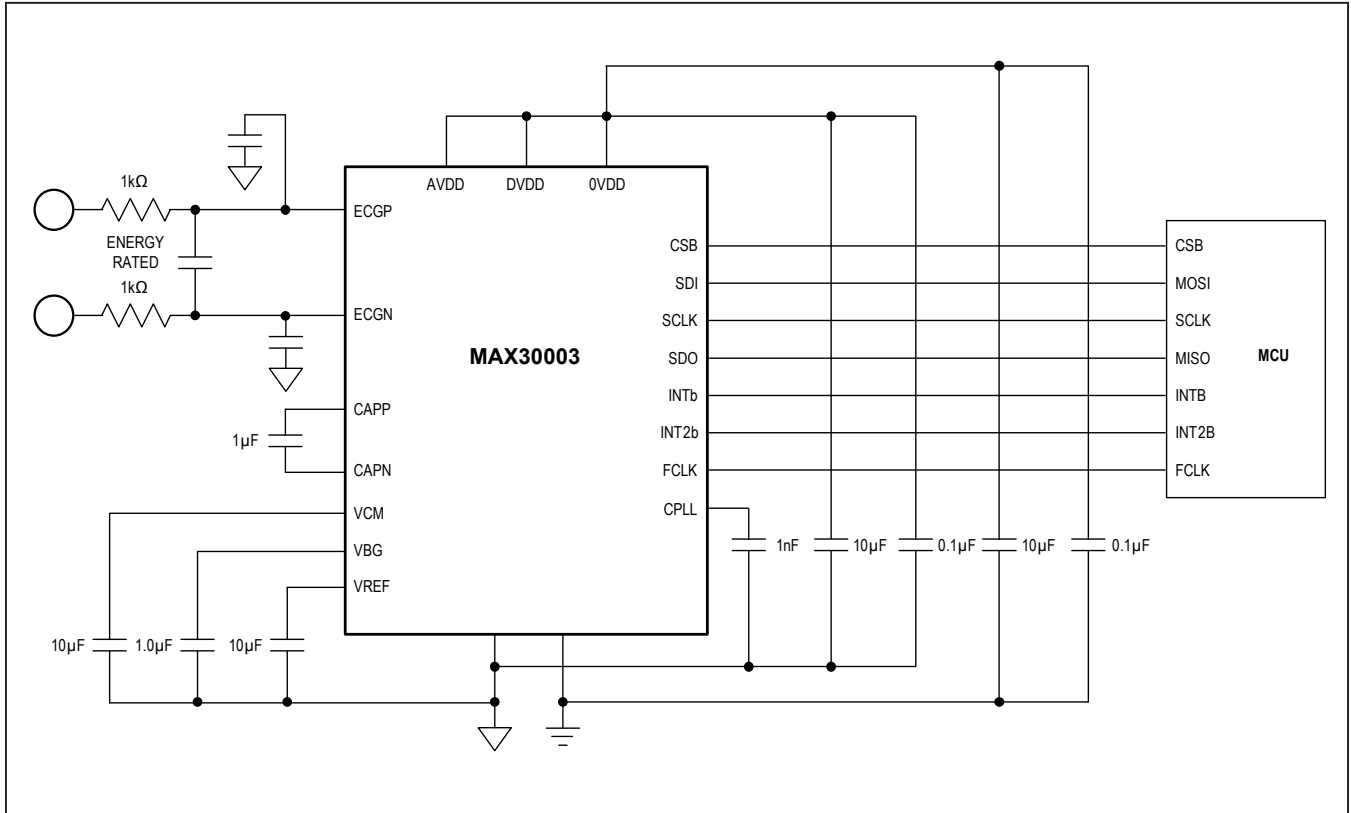 AVDD
DVDD
0VDD
1kΩ
ECGP
ENERGY
RATED
1kΩ
ECGN
MAX30003
CAPP
1µF
CAPN
VCM
VBG
VREF
10µF
1.0µF
10µF
CSB
SDI
SCLK
SDO
INTb
INT2b
FCLK
CPLL
1nF
10µF
0.1µF
10µF
0.1µF
CSB
MOSI
SCLK
MISO
MCU
INTB
INT2B
FCLK